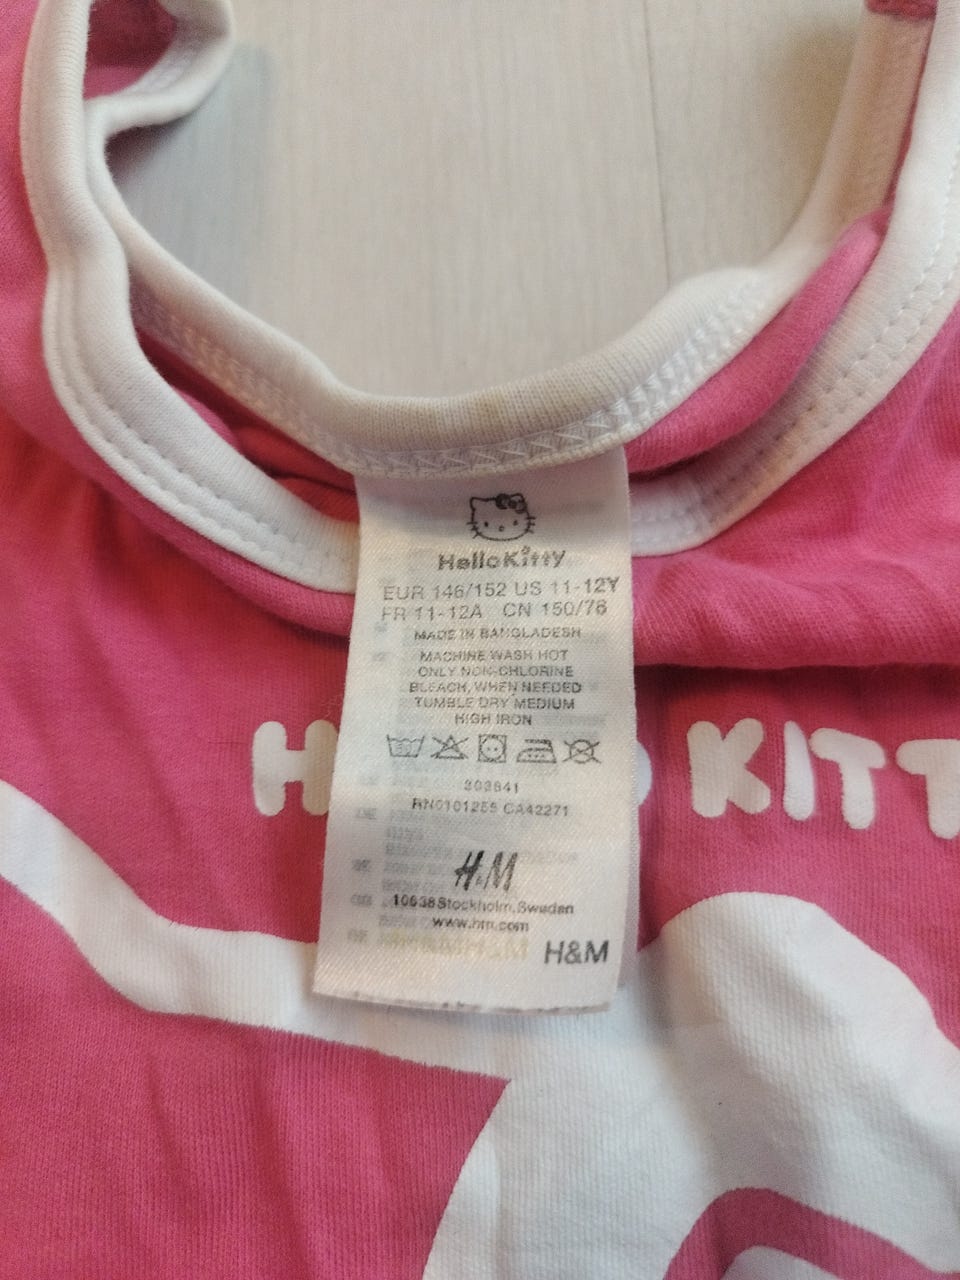 Hello Kitty
EUR 146/152 US 11-12Y
FR 11-12A CN 150/76
MADE IN BANGLADESH
MACHINE WASH HOT
ONLY NON-CHLORINE
BLEACH, WHEN NEEDED
TUMBLE DRY MEDIUM
HIGH IRON
KITT
303841
RN0101255 CA42271
H&M
10638 Stockholm, Sweden
www.hm.com
H&M